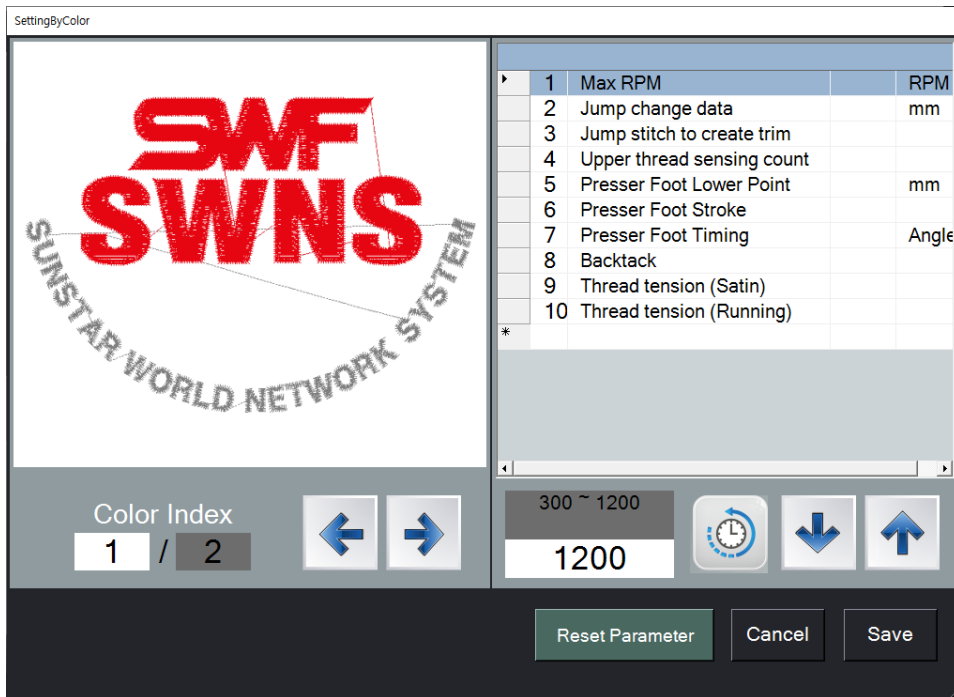 SettingByColor
SWF
SWNS
SUNSTAR WORLD NETWORK SYSTEM
1 Max RPM RPM
2 Jump change data mm
3 Jump stitch to create trim
4 Upper thread sensing count
5 Presser Foot Lower Point mm
6 Presser Foot Stroke
7 Presser Foot Timing Angle
8 Backtack
9 Thread tension (Satin)
10 Thread tension (Running)
*
Color Index
1 / 2
300 ~ 1200
1200
Reset Parameter
Cancel
Save